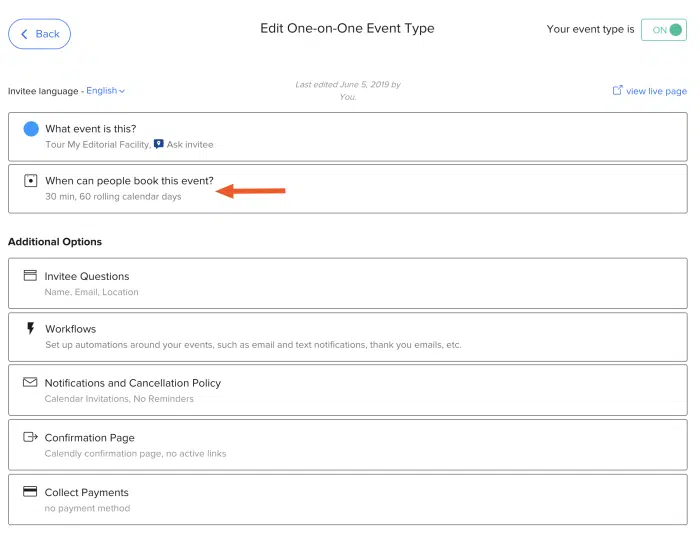 Back
Edit One-on-One Event Type
Your event type is ON
Invitee language - English
Last edited June 5, 2019 by
You.
view live page
What event is this?
Tour My Editorial Facility, Ask invitee
When can people book this event?
30 min, 60 rolling calendar days
Additional Options
Invitee Questions
Name, Email, Location
Workflows
Set up automations around your events, such as email and text notifications, thank you emails, etc.
Notifications and Cancellation Policy
Calendar Invitations, No Reminders
Confirmation Page
Calendly confirmation page, no active links
Collect Payments
no payment method